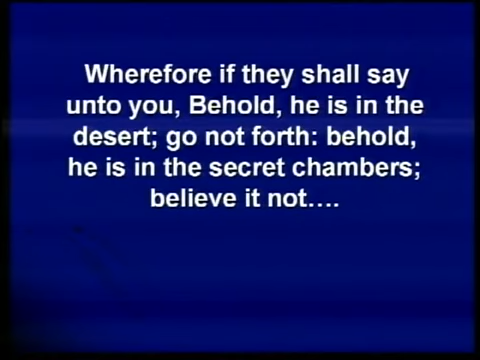 Wherefore if they shall say
unto you, Behold, he is in the
desert; go not forth: behold,
he is in the secret chambers;
believe it not….